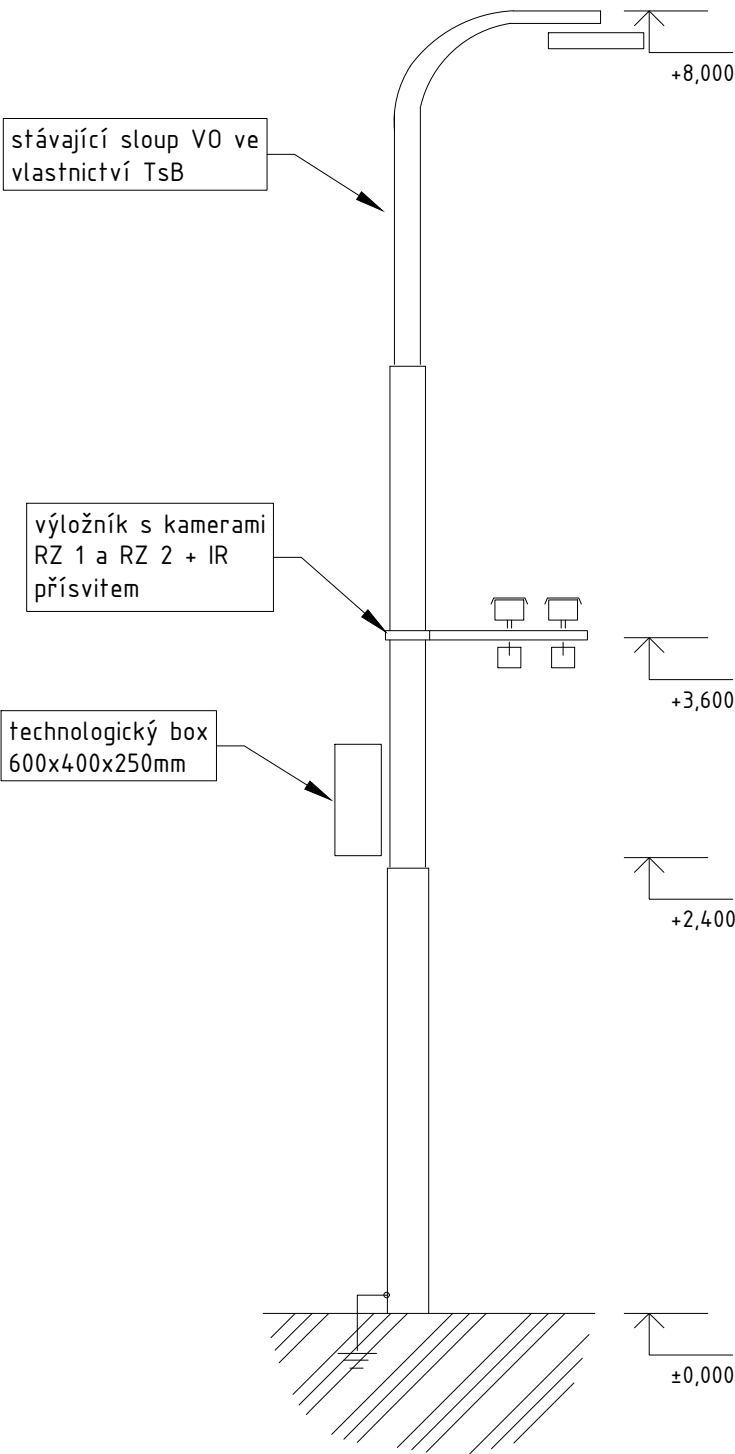 +8,000
stávající sloup VO ve
vlastnictví TsB
výložník s kamerami
RZ 1 a RZ 2 + IR
přísvitem
+3,600
technologický box
600x400x250mm
+2,400
±0,000